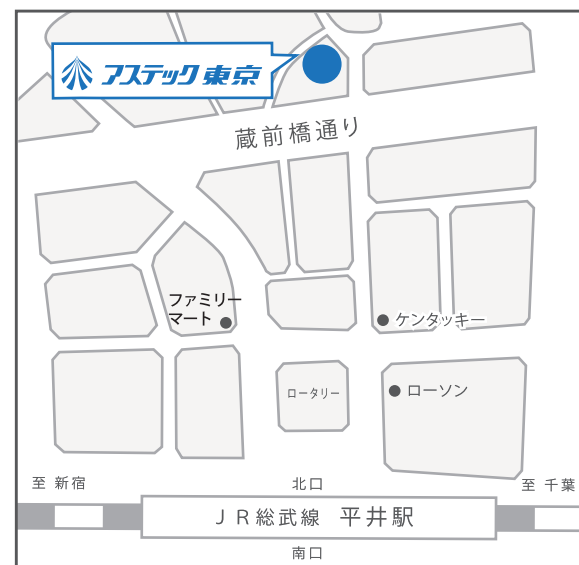 アステック東京
蔵前橋通り
ファミリー
マート
ケンタッキー
ロータリー
ローソン
至 新宿
北口
至 千葉
JR総武線 平井駅
南口